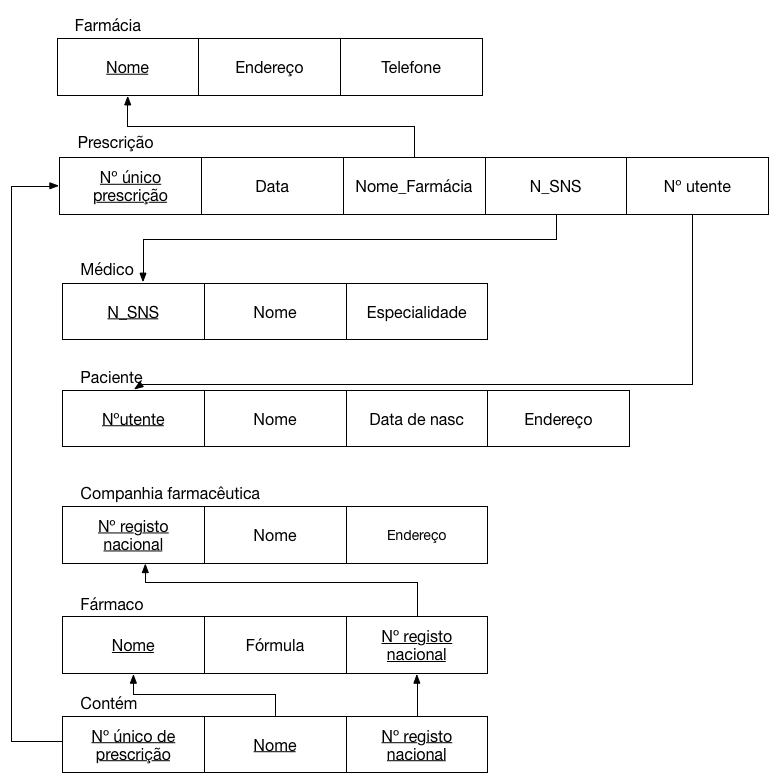 Farmácia
Nome Endereço Telefone
Prescrição
Nº único
prescrição
Data
Nome_Farmácia
N_SNS
Nº utente
Médico
N_SNS Nome Especialidade
Paciente
Nºutente Nome Data de nasc Endereço
Companhia farmacêutica
Nº registo
nacional
Nome
Endereço
Fármaco
Nome
Fórmula
Nº registo
nacional
Contém
Nº único de
prescrição
Nome
Nº registo
nacional